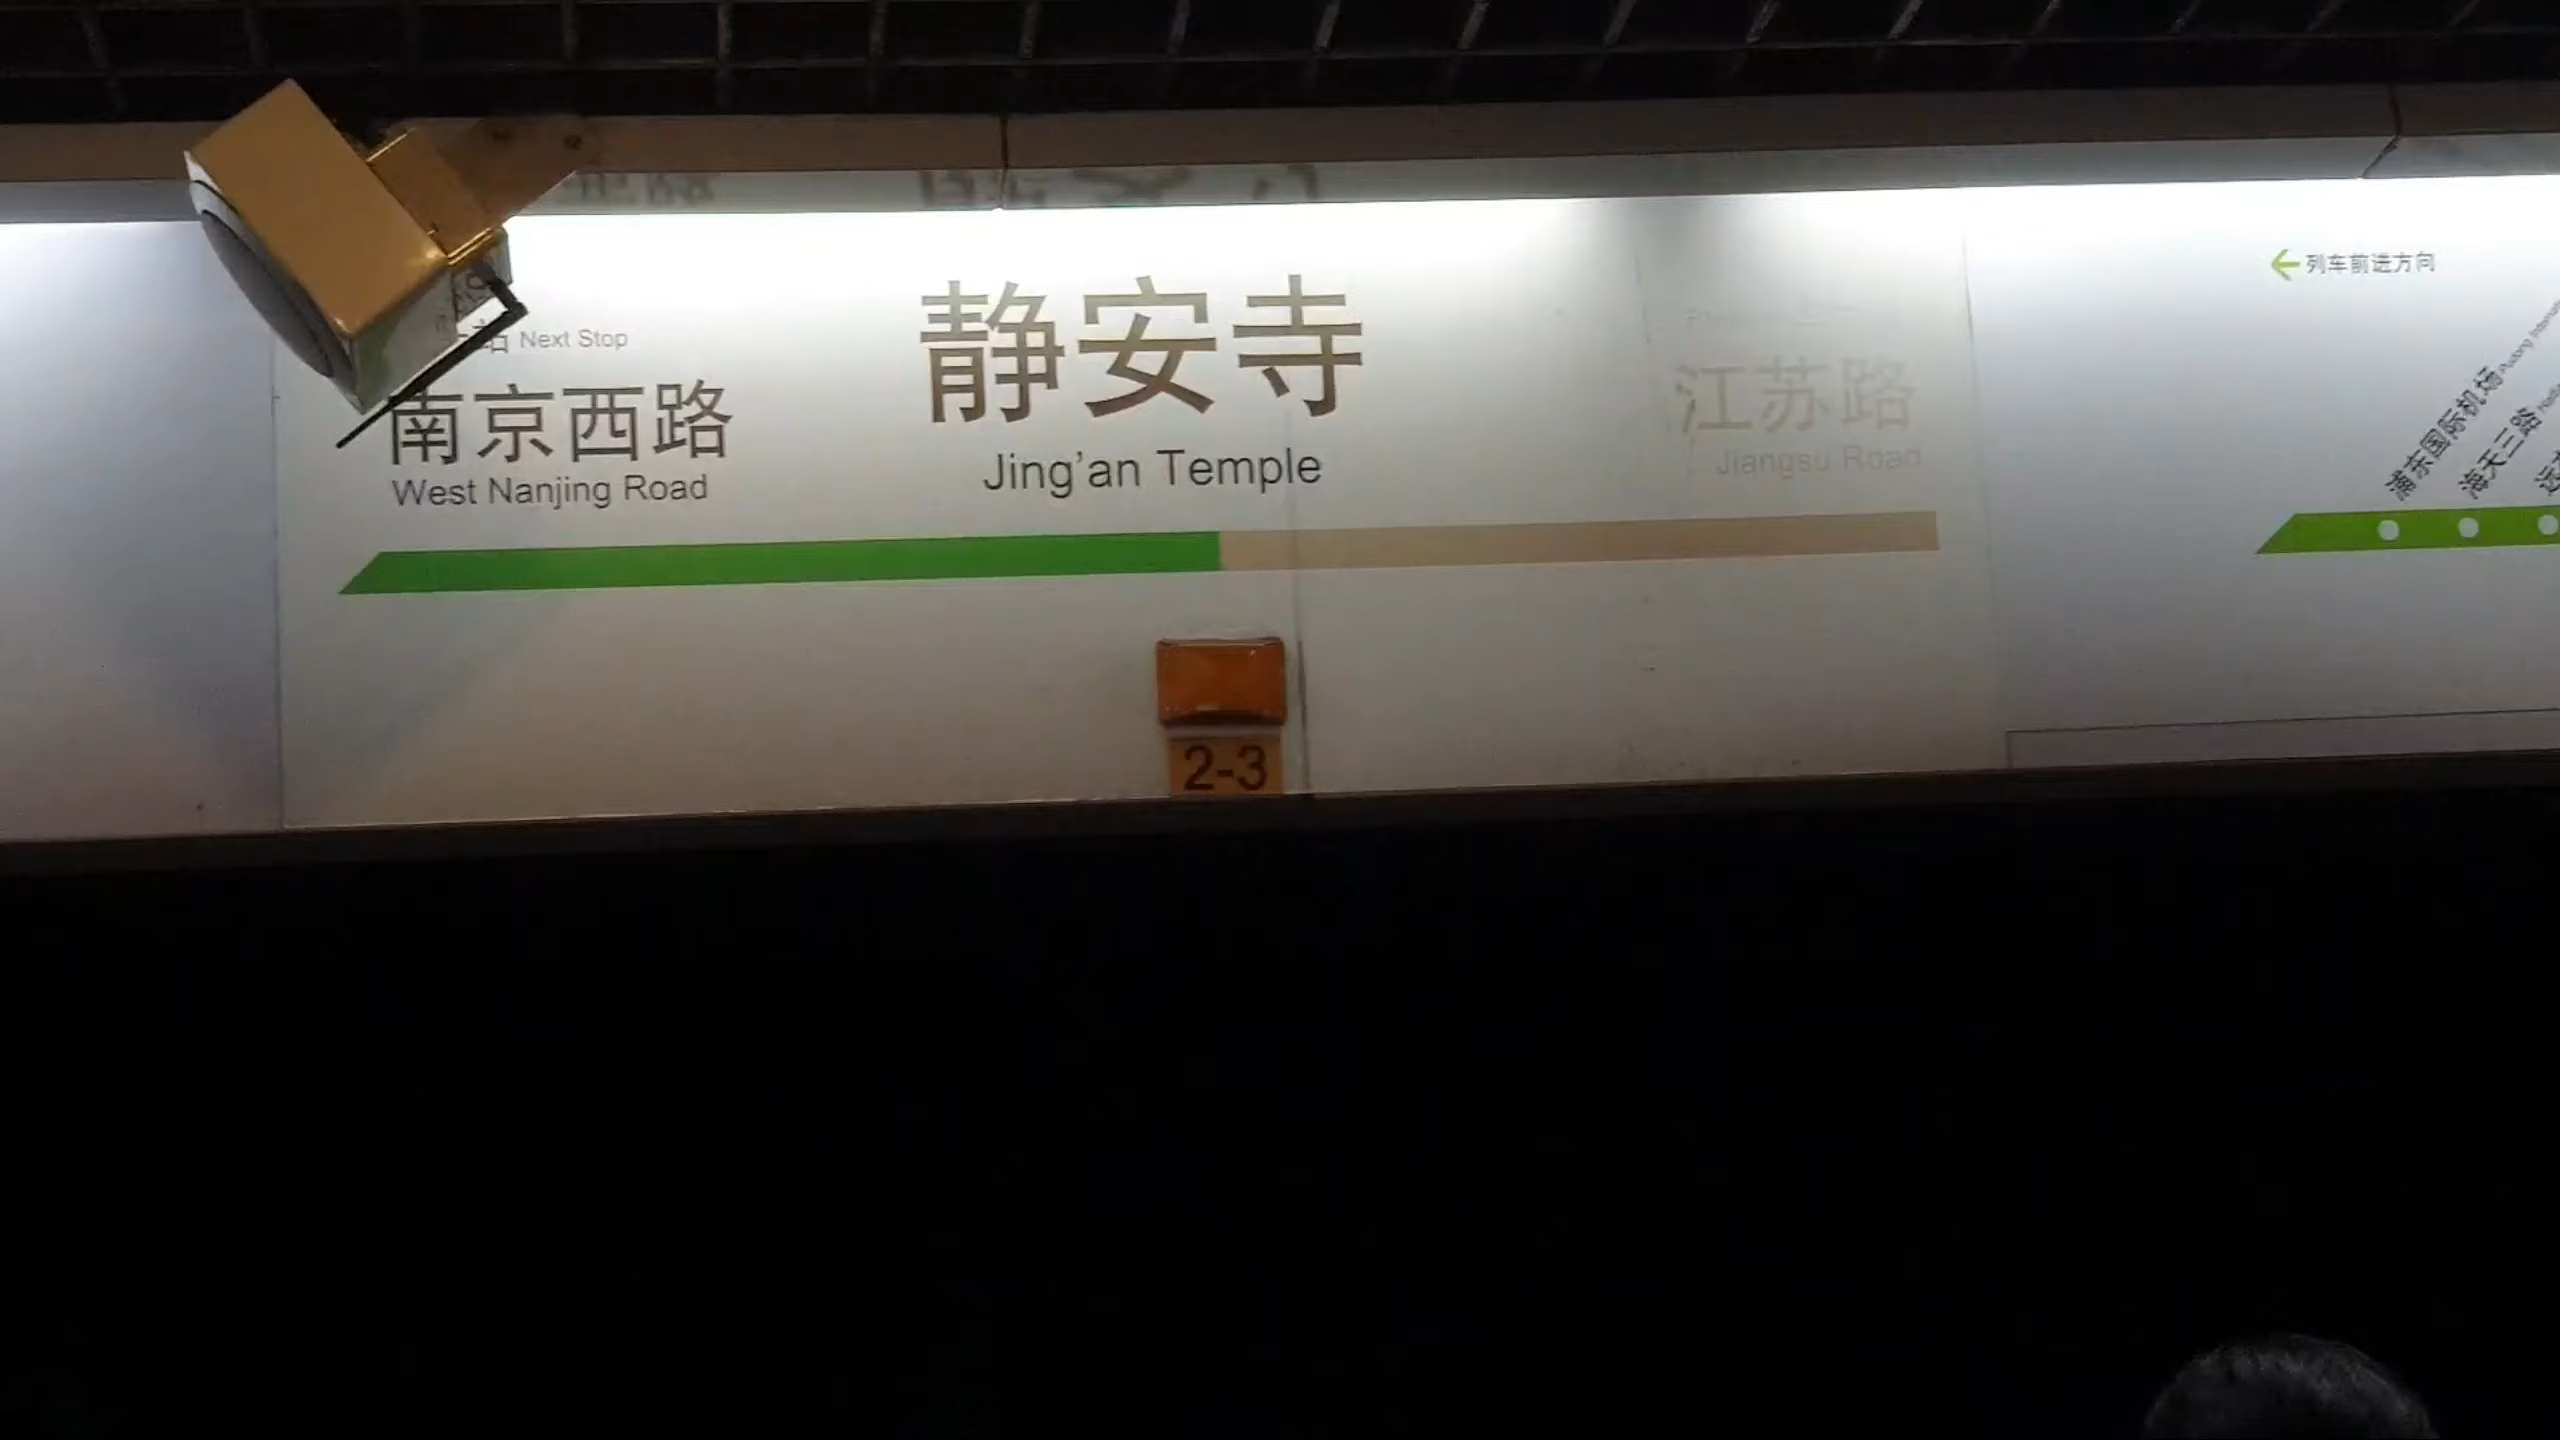 站 Next Stop
南京西路
West Nanjing Road
静安寺
Jing'an Temple
江苏路
Jiangsu Road
2-3
←列车前进方向
浦东国际机场
海天三路
远